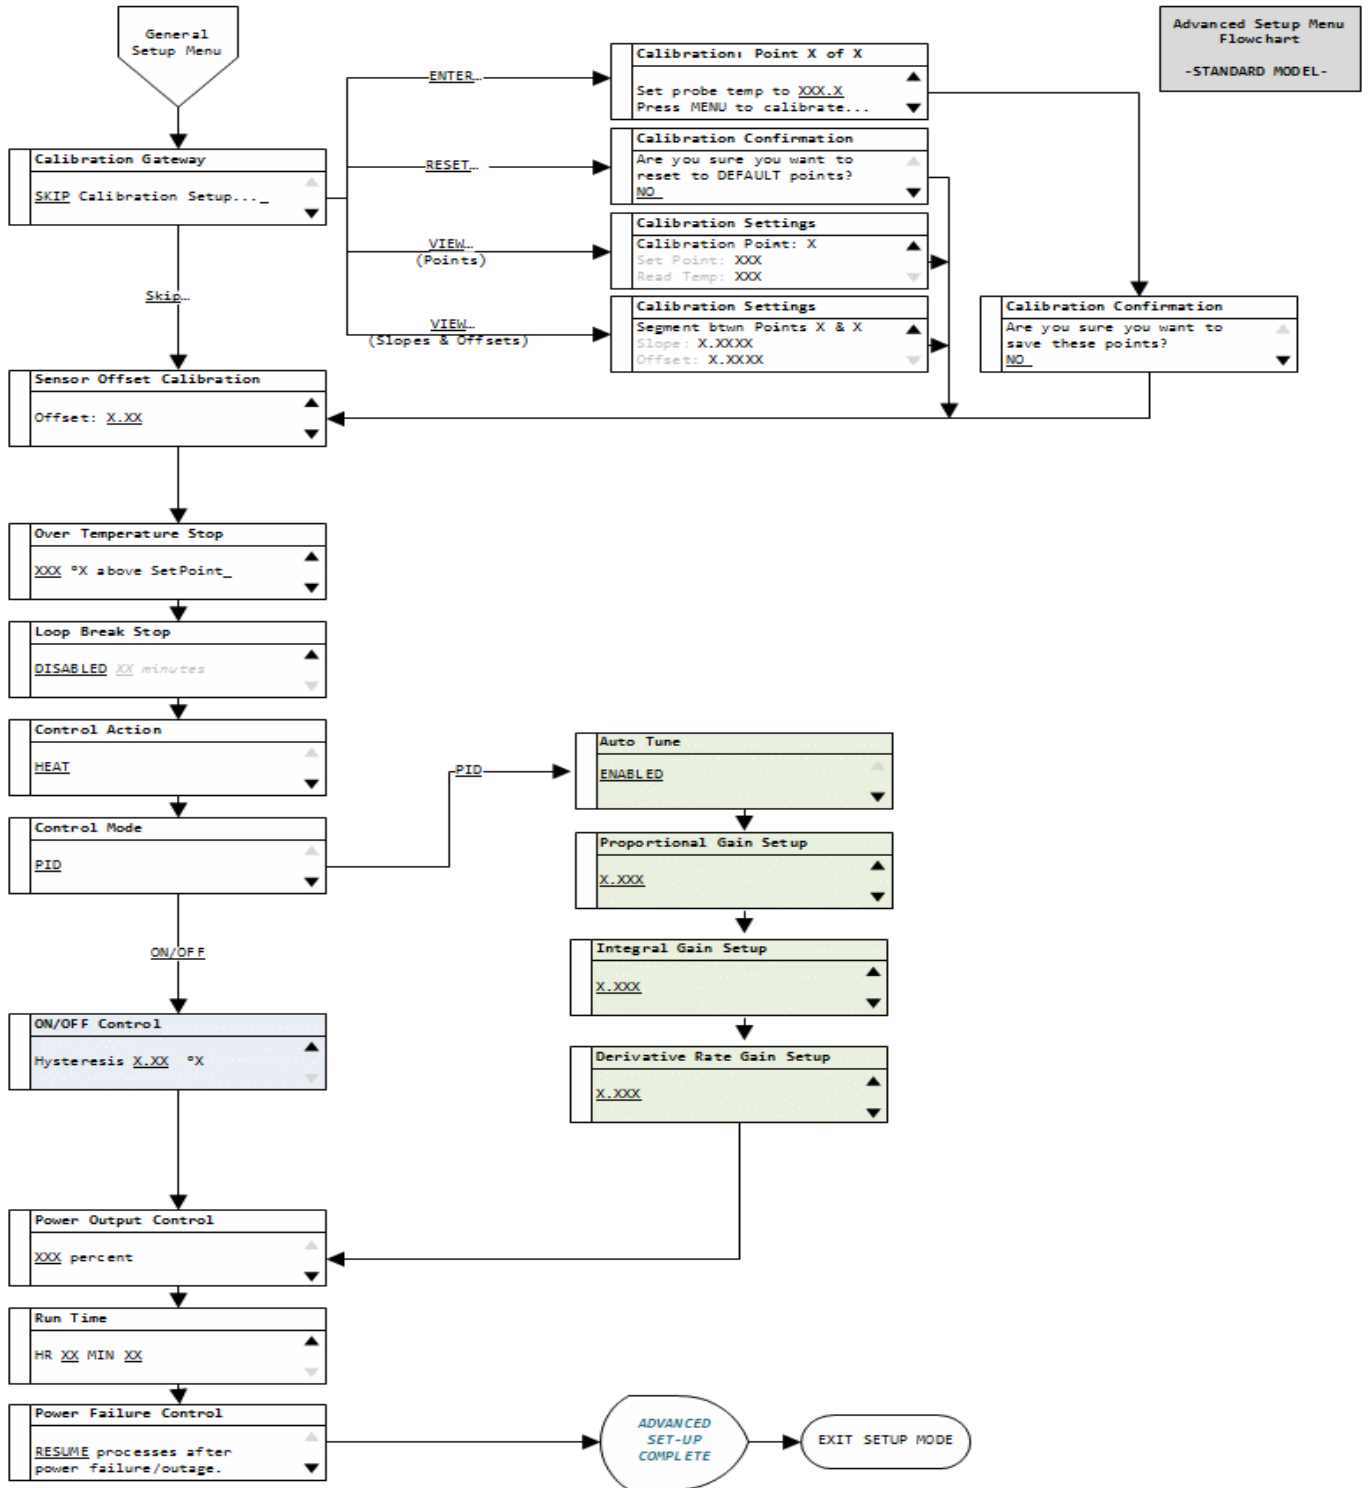 General
Setup Menu
Advanced Setup Menu
Flowchart
-STANDARD MODEL-
Calibration Gateway
SKIP Calibration Setup..._
ENTER…
Calibration: Point X of X
Set probe temp to XXX.X
Press MENU to calibrate...
RESET…
Calibration Confirmation
Are you sure you want to
reset to DEFAULT points?
NO_
VIEW…
(Points)
Calibration Settings
Calibration Point: X
Set Point: XXX
Read Temp: XXX
VIEW…
(Slopes & Offsets)
Calibration Settings
Segment btwn Points X & X
Slope: X.XXXX
Offset: X.XXXX
Calibration Confirmation
Are you sure you want to
save these points?
NO_
Skip…
Sensor Offset Calibration
Offset: X.XX
Over Temperature Stop
XXX °X above SetPoint_
Loop Break Stop
DISABLED XX minutes
Control Action
HEAT
Control Mode
PID
PID
Auto Tune
ENABLED
Proportional Gain Setup
X.XXX
Integral Gain Setup
X.XXX
Derivative Rate Gain Setup
X.XXX
ON/OFF
ON/OFF Control
Hysteresis X.XX °X
Power Output Control
XXX percent
Run Time
HR XX MIN XX
Power Failure Control
RESUME processes after
power failure/outage.
ADVANCED
SET-UP
COMPLETE
EXIT SETUP MODE